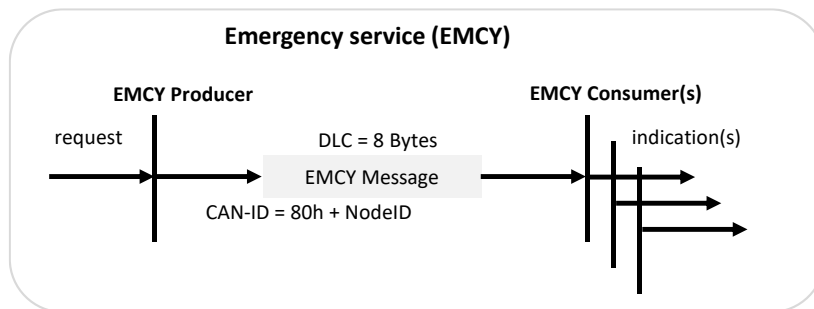 Emergency service (EMCY)
EMCY Producer
EMCY Consumer(s)
request
DLC = 8 Bytes
indication(s)
EMCY Message
CAN-ID = 80h + NodeID